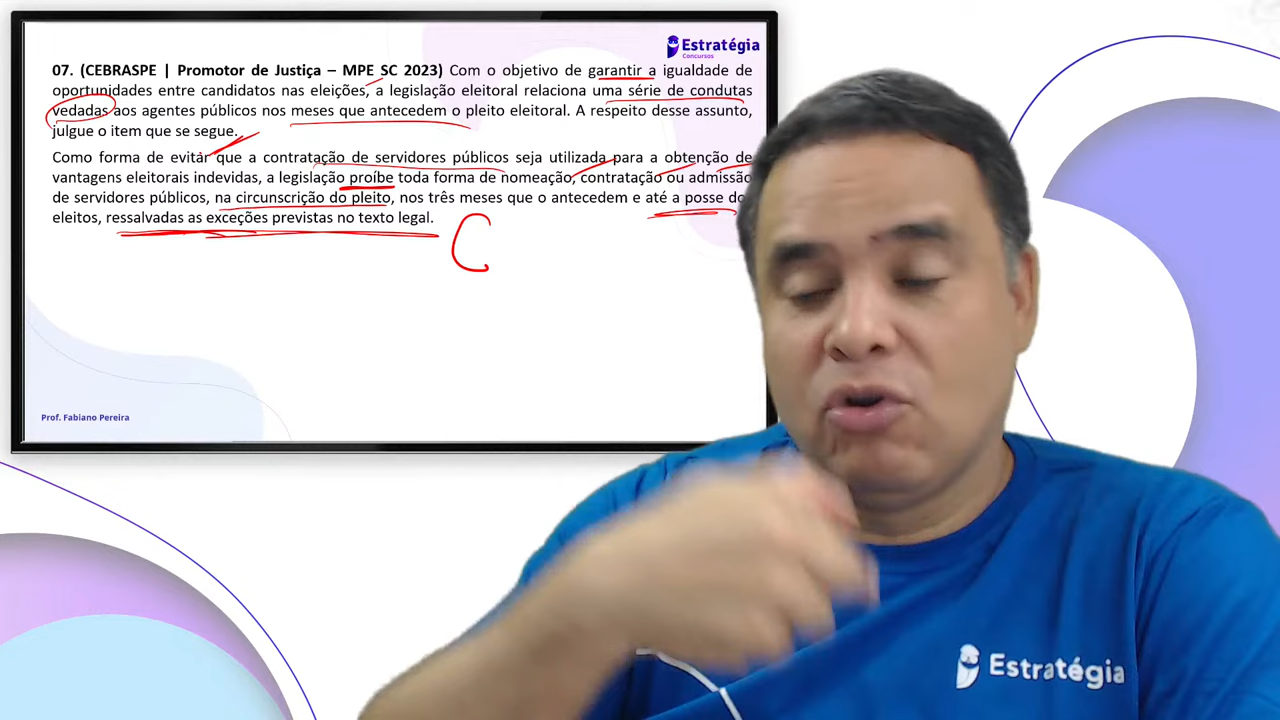 Estratégia
Concursos
07. (CEBRASPE | Promotor de Justiça – MPE SC 2023) Com o objetivo de garantir a igualdade de
oportunidades entre candidatos nas eleições, a legislação eleitoral relaciona uma série de condutas
vedadas aos agentes públicos nos meses que antecedem o pleito eleitoral. A respeito desse assunto,
julgue o item que se segue.
Como forma de evitar que a contratação de servidores públicos seja utilizada para a obtenção de
vantagens eleitorais indevidas, a legislação proíbe toda forma de nomeação, contratação ou admissão
de servidores públicos, na circunscrição do pleito, nos três meses que o antecedem e até a posse do
eleitos, ressalvadas as exceções previstas no texto legal.
C
Prof. Fabiano Pereira
Estratégia